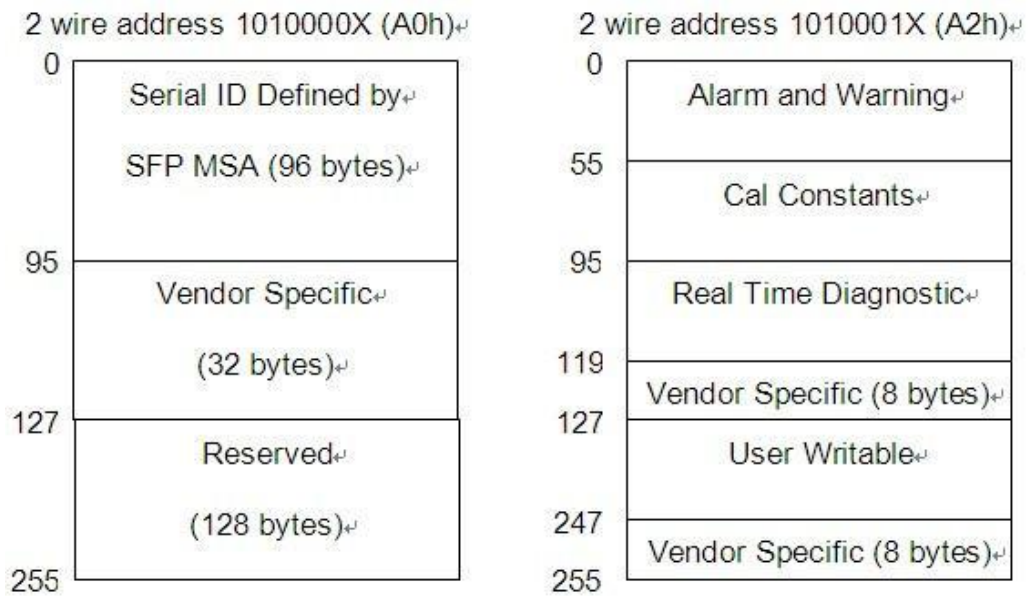 2 wire address 1010000X (A0h)↵
0
Serial ID Defined by↵
SFP MSA (96 bytes)↵
95
Vendor Specific↵
(32 bytes)↵
127
Reserved↵
(128 bytes)↵
255
2 wire address 1010001X (A2h)↵
0
Alarm and Warning↵
55
Cal Constants↵
95
Real Time Diagnostic↵
119
Vendor Specific (8 bytes)↵
127
User Writable↵
247
Vendor Specific (8 bytes)↵
255